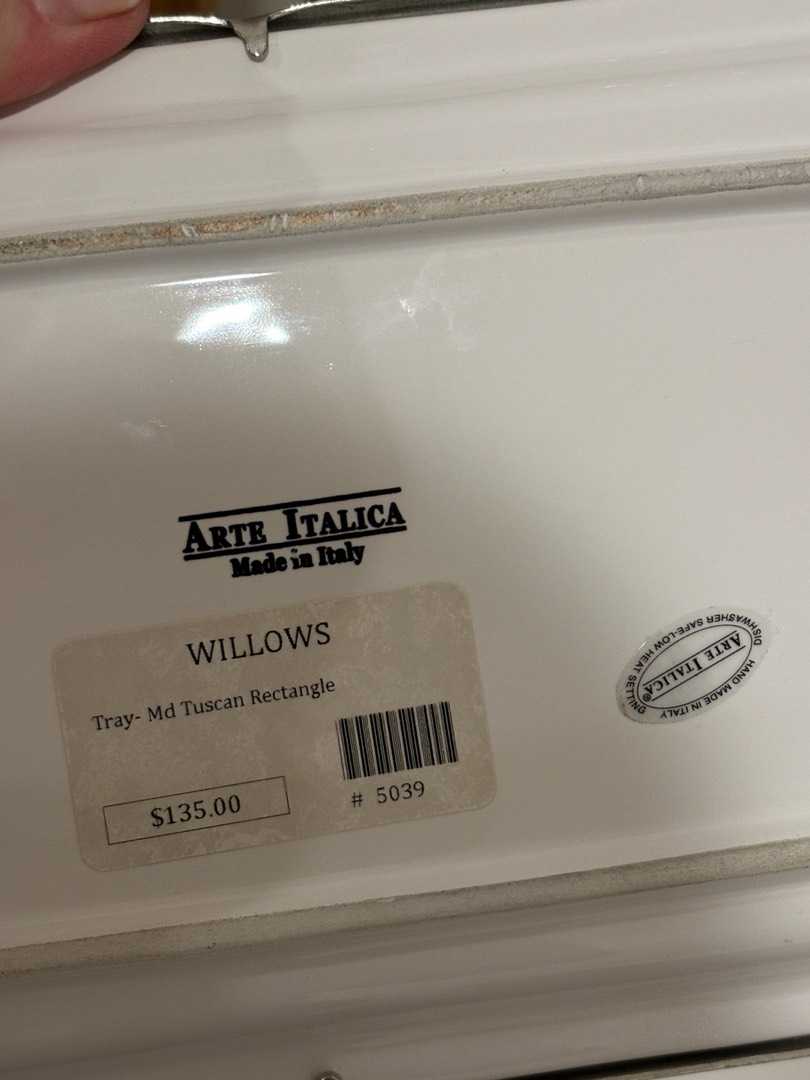 ARTE ITALICA
Made in Italy
WILLOWS
Tray- Md Tuscan Rectangle
$135.00
# 5039
DISHWASHER SAFE-LOW HEAT SETTING
ARTE ITALICA®
HAND MADE IN ITALY